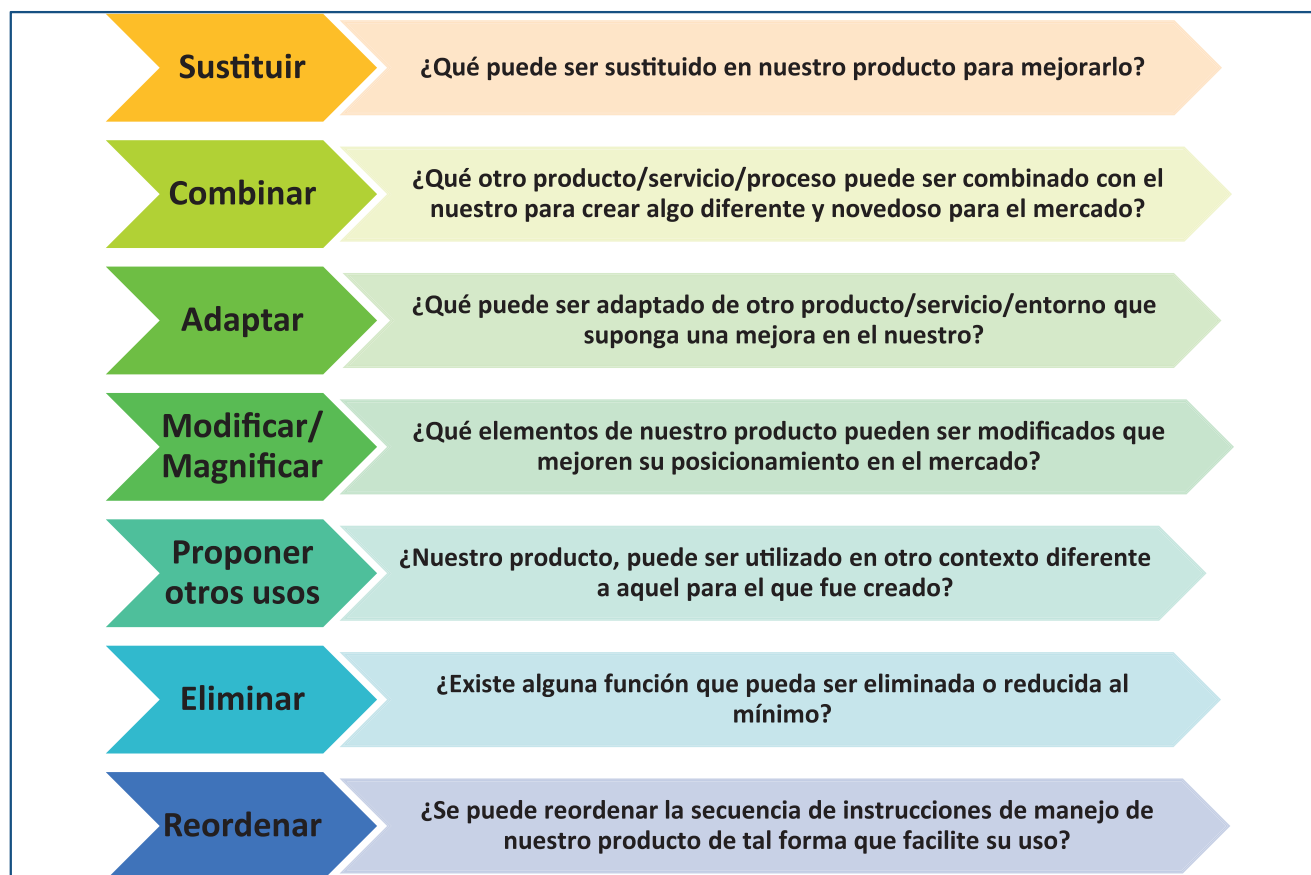 Sustituir
¿Qué puede ser sustituido en nuestro producto para mejorarlo?
Combinar
¿Qué otro producto/servicio/proceso puede ser combinado con el
nuestro para crear algo diferente y novedoso para el mercado?
Adaptar
¿Qué puede ser adaptado de otro producto/servicio/entorno que
suponga una mejora en el nuestro?
Modificar/
Magnificar
¿Qué elementos de nuestro producto pueden ser modificados que
mejoren su posicionamiento en el mercado?
Proponer
otros usos
¿Nuestro producto, puede ser utilizado en otro contexto diferente
a aquel para el que fue creado?
Eliminar
¿Existe alguna función que pueda ser eliminada o reducida al
mínimo?
Reordenar
¿Se puede reordenar la secuencia de instrucciones de manejo de
nuestro producto de tal forma que facilite su uso?